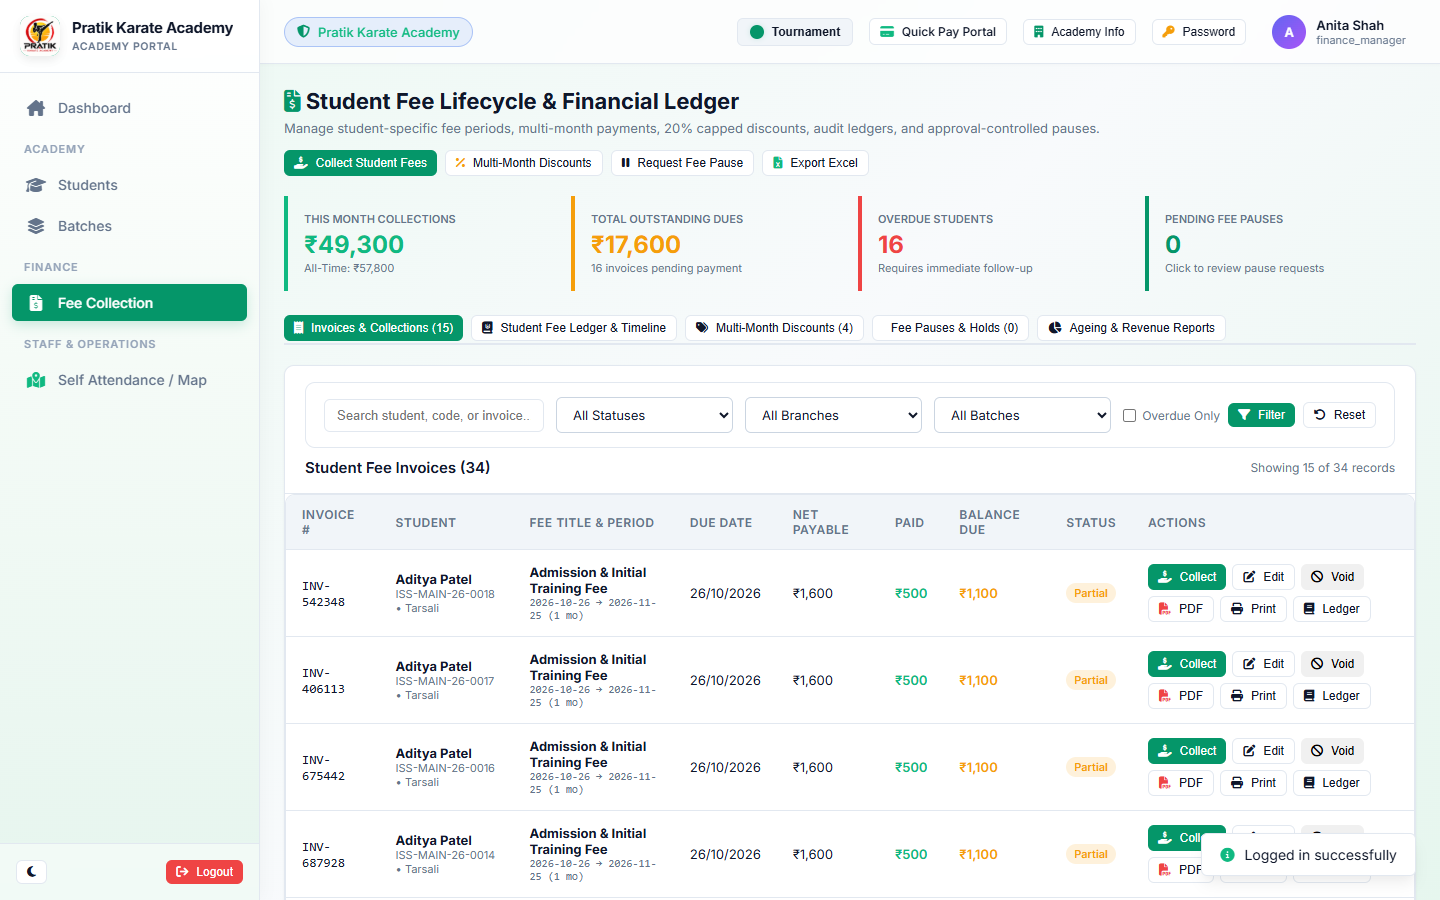 Pratik Karate Academy
ACADEMY PORTAL
PRATIK
Dashboard
ACADEMY
Students
Batches
FINANCE
Fee Collection
STAFF & OPERATIONS
Self Attendance / Map
Logout
Pratik Karate Academy
Tournament
Quick Pay Portal
Academy Info
Password
A
Anita Shah
finance_manager
Student Fee Lifecycle & Financial Ledger
Manage student-specific fee periods, multi-month payments, 20% capped discounts, audit ledgers, and approval-controlled pauses.
Collect Student Fees
Multi-Month Discounts
Request Fee Pause
Export Excel
THIS MONTH COLLECTIONS
₹49,300
All-Time: ₹57,800
TOTAL OUTSTANDING DUES
₹17,600
16 invoices pending payment
OVERDUE STUDENTS
16
Requires immediate follow-up
PENDING FEE PAUSES
0
Click to review pause requests
Invoices & Collections (15)
Student Fee Ledger & Timeline
Multi-Month Discounts (4)
Fee Pauses & Holds (0)
Ageing & Revenue Reports
Search student, code, or invoice..
All Statuses
All Branches
All Batches
Overdue Only
Filter
Reset
Student Fee Invoices (34)
Showing 15 of 34 records
INVOICE #
STUDENT
FEE TITLE & PERIOD
DUE DATE
NET PAYABLE
PAID
BALANCE DUE
STATUS
ACTIONS
INV-
542348
Aditya Patel
ISS-MAIN-26-0018
• Tarsali
Admission & Initial
Training Fee
2026-10-26 → 2026-11-
25 (1 mo)
26/10/2026
₹1,600
₹500
₹1,100
Partial
Collect
Edit
Void
PDF
Print
Ledger
INV-
406113
Aditya Patel
ISS-MAIN-26-0017
• Tarsali
Admission & Initial
Training Fee
2026-10-26 → 2026-11-
25 (1 mo)
26/10/2026
₹1,600
₹500
₹1,100
Partial
Collect
Edit
Void
PDF
Print
Ledger
INV-
675442
Aditya Patel
ISS-MAIN-26-0016
• Tarsali
Admission & Initial
Training Fee
2026-10-26 → 2026-11-
25 (1 mo)
26/10/2026
₹1,600
₹500
₹1,100
Partial
Collect
Edit
Void
PDF
Print
Ledger
INV-
687928
Aditya Patel
ISS-MAIN-26-0014
• Tarsali
Admission & Initial
Training Fee
2026-10-26 → 2026-11-
25 (1 mo)
26/10/2026
₹1,600
₹500
₹1,100
Partial
PDF
Logged in successfully